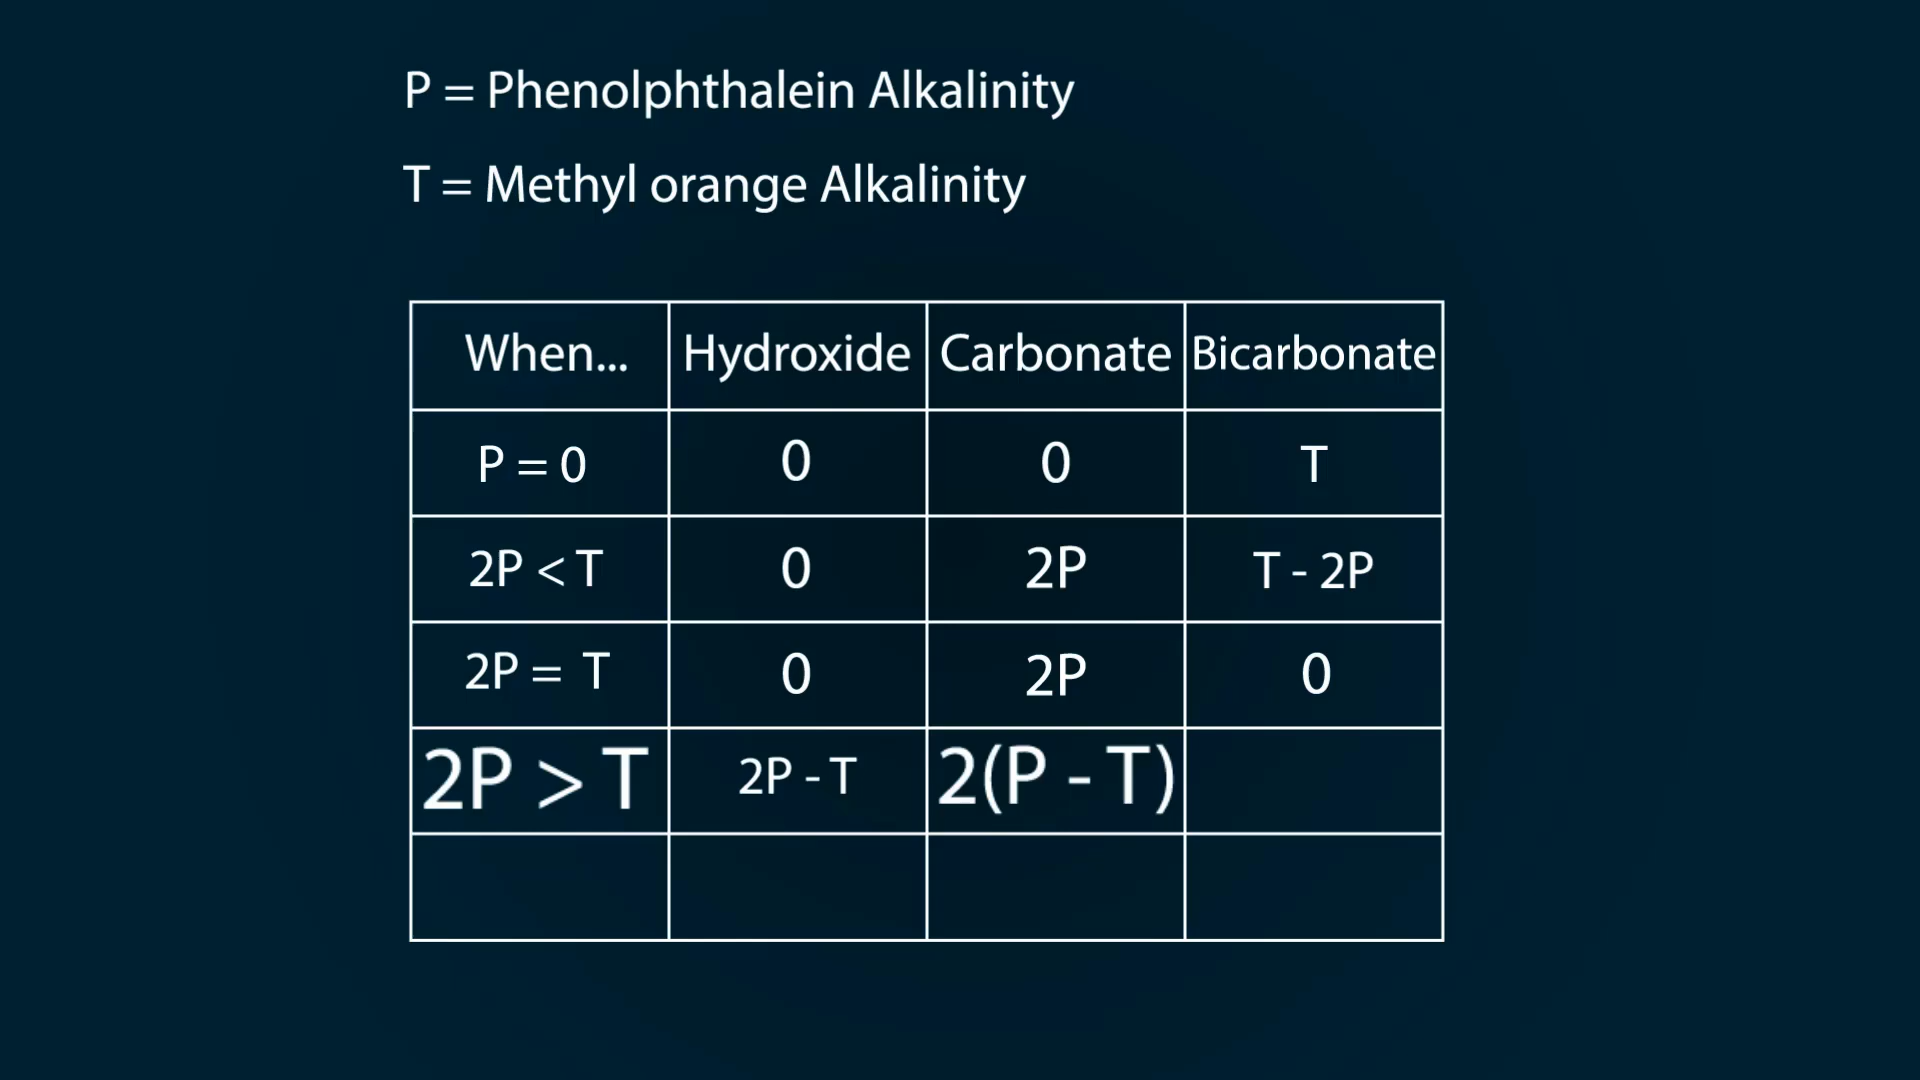 P = Phenolphthalein Alkalinity
T = Methyl orange Alkalinity
When... Hydroxide Carbonate Bicarbonate
P = 0 0 0 T
2P < T 0 2P T - 2P
2P = T 0 2P 0
2P > T 2P - T 2(P - T)